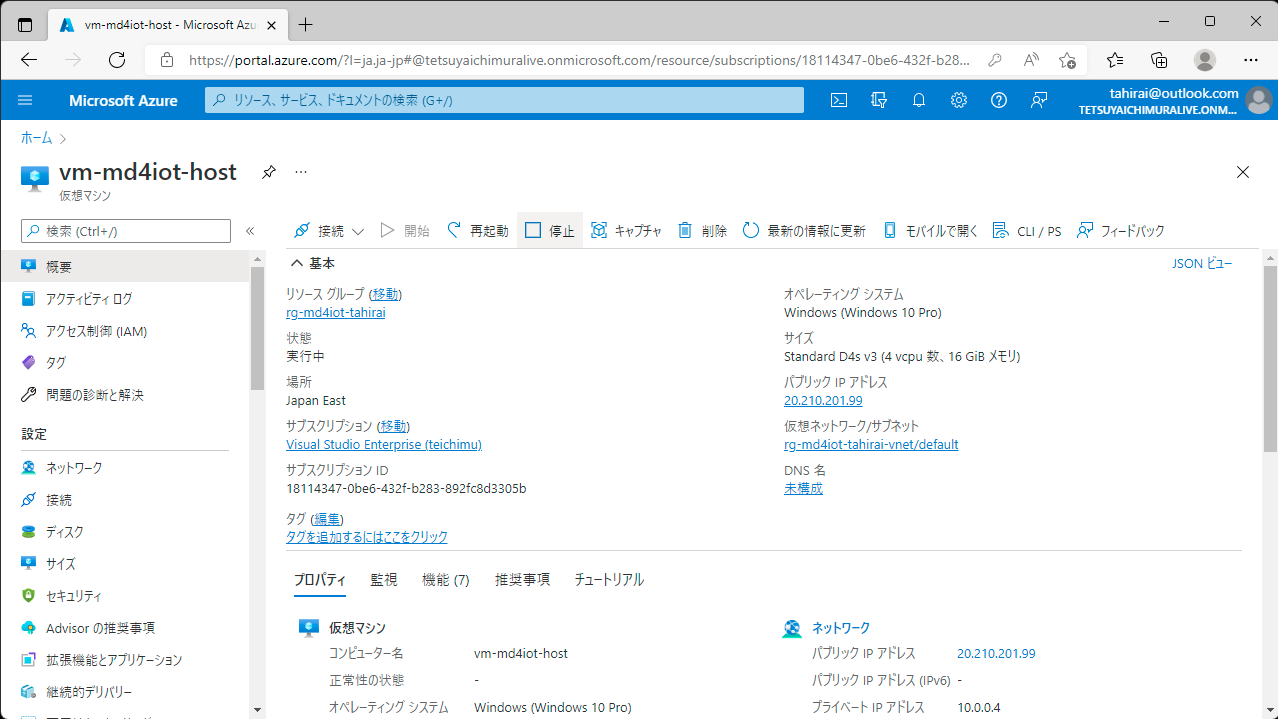 vm-md4iot-host - Microsoft Azu
https://portal.azure.com/?l=ja.ja-jp#@tetsuyaichimuralive.onmicrosoft.com/resource/subscriptions/18114347-0be6-432f-b28...
Microsoft Azure
リソース、サービス、ドキュメントの検索 (G+/)
tahirai@outlook.com
TETSUYAICHIMURALIVE.ONM...
ホーム
vm-md4iot-host
仮想マシン
検索 (Ctrl+/)
接続 開始 再起動 停止 キャプチャ 削除 最新の情報に更新 モバイルで開く CLI / PS フィードバック
概要
アクティビティ ログ
アクセス制御 (IAM)
タグ
問題の診断と解決
設定
ネットワーク
接続
ディスク
サイズ
セキュリティ
Advisor の推奨事項
拡張機能とアプリケーション
継続的デリバリー
基本
JSON ビュー
リソース グループ (移動)
rg-md4iot-tahirai
状態
実行中
場所
Japan East
サブスクリプション (移動)
Visual Studio Enterprise (teichimu)
サブスクリプション ID
18114347-0be6-432f-b283-892fc8d3305b
タグ (編集)
タグを追加するにはここをクリック
オペレーティング システム
Windows (Windows 10 Pro)
サイズ
Standard D4s v3 (4 vcpu 数、16 GiB メモリ)
パブリック IP アドレス
20.210.201.99
仮想ネットワーク/サブネット
rg-md4iot-tahirai-vnet/default
DNS 名
未構成
プロパティ 監視 機能 (7) 推奨事項 チュートリアル
仮想マシン
コンピューター名 vm-md4iot-host
正常性の状態 -
オペレーティング システム Windows (Windows 10 Pro)
ネットワーク
パブリック IP アドレス 20.210.201.99
パブリック IP アドレス (IPv6) -
プライベート IP アドレス 10.0.0.4